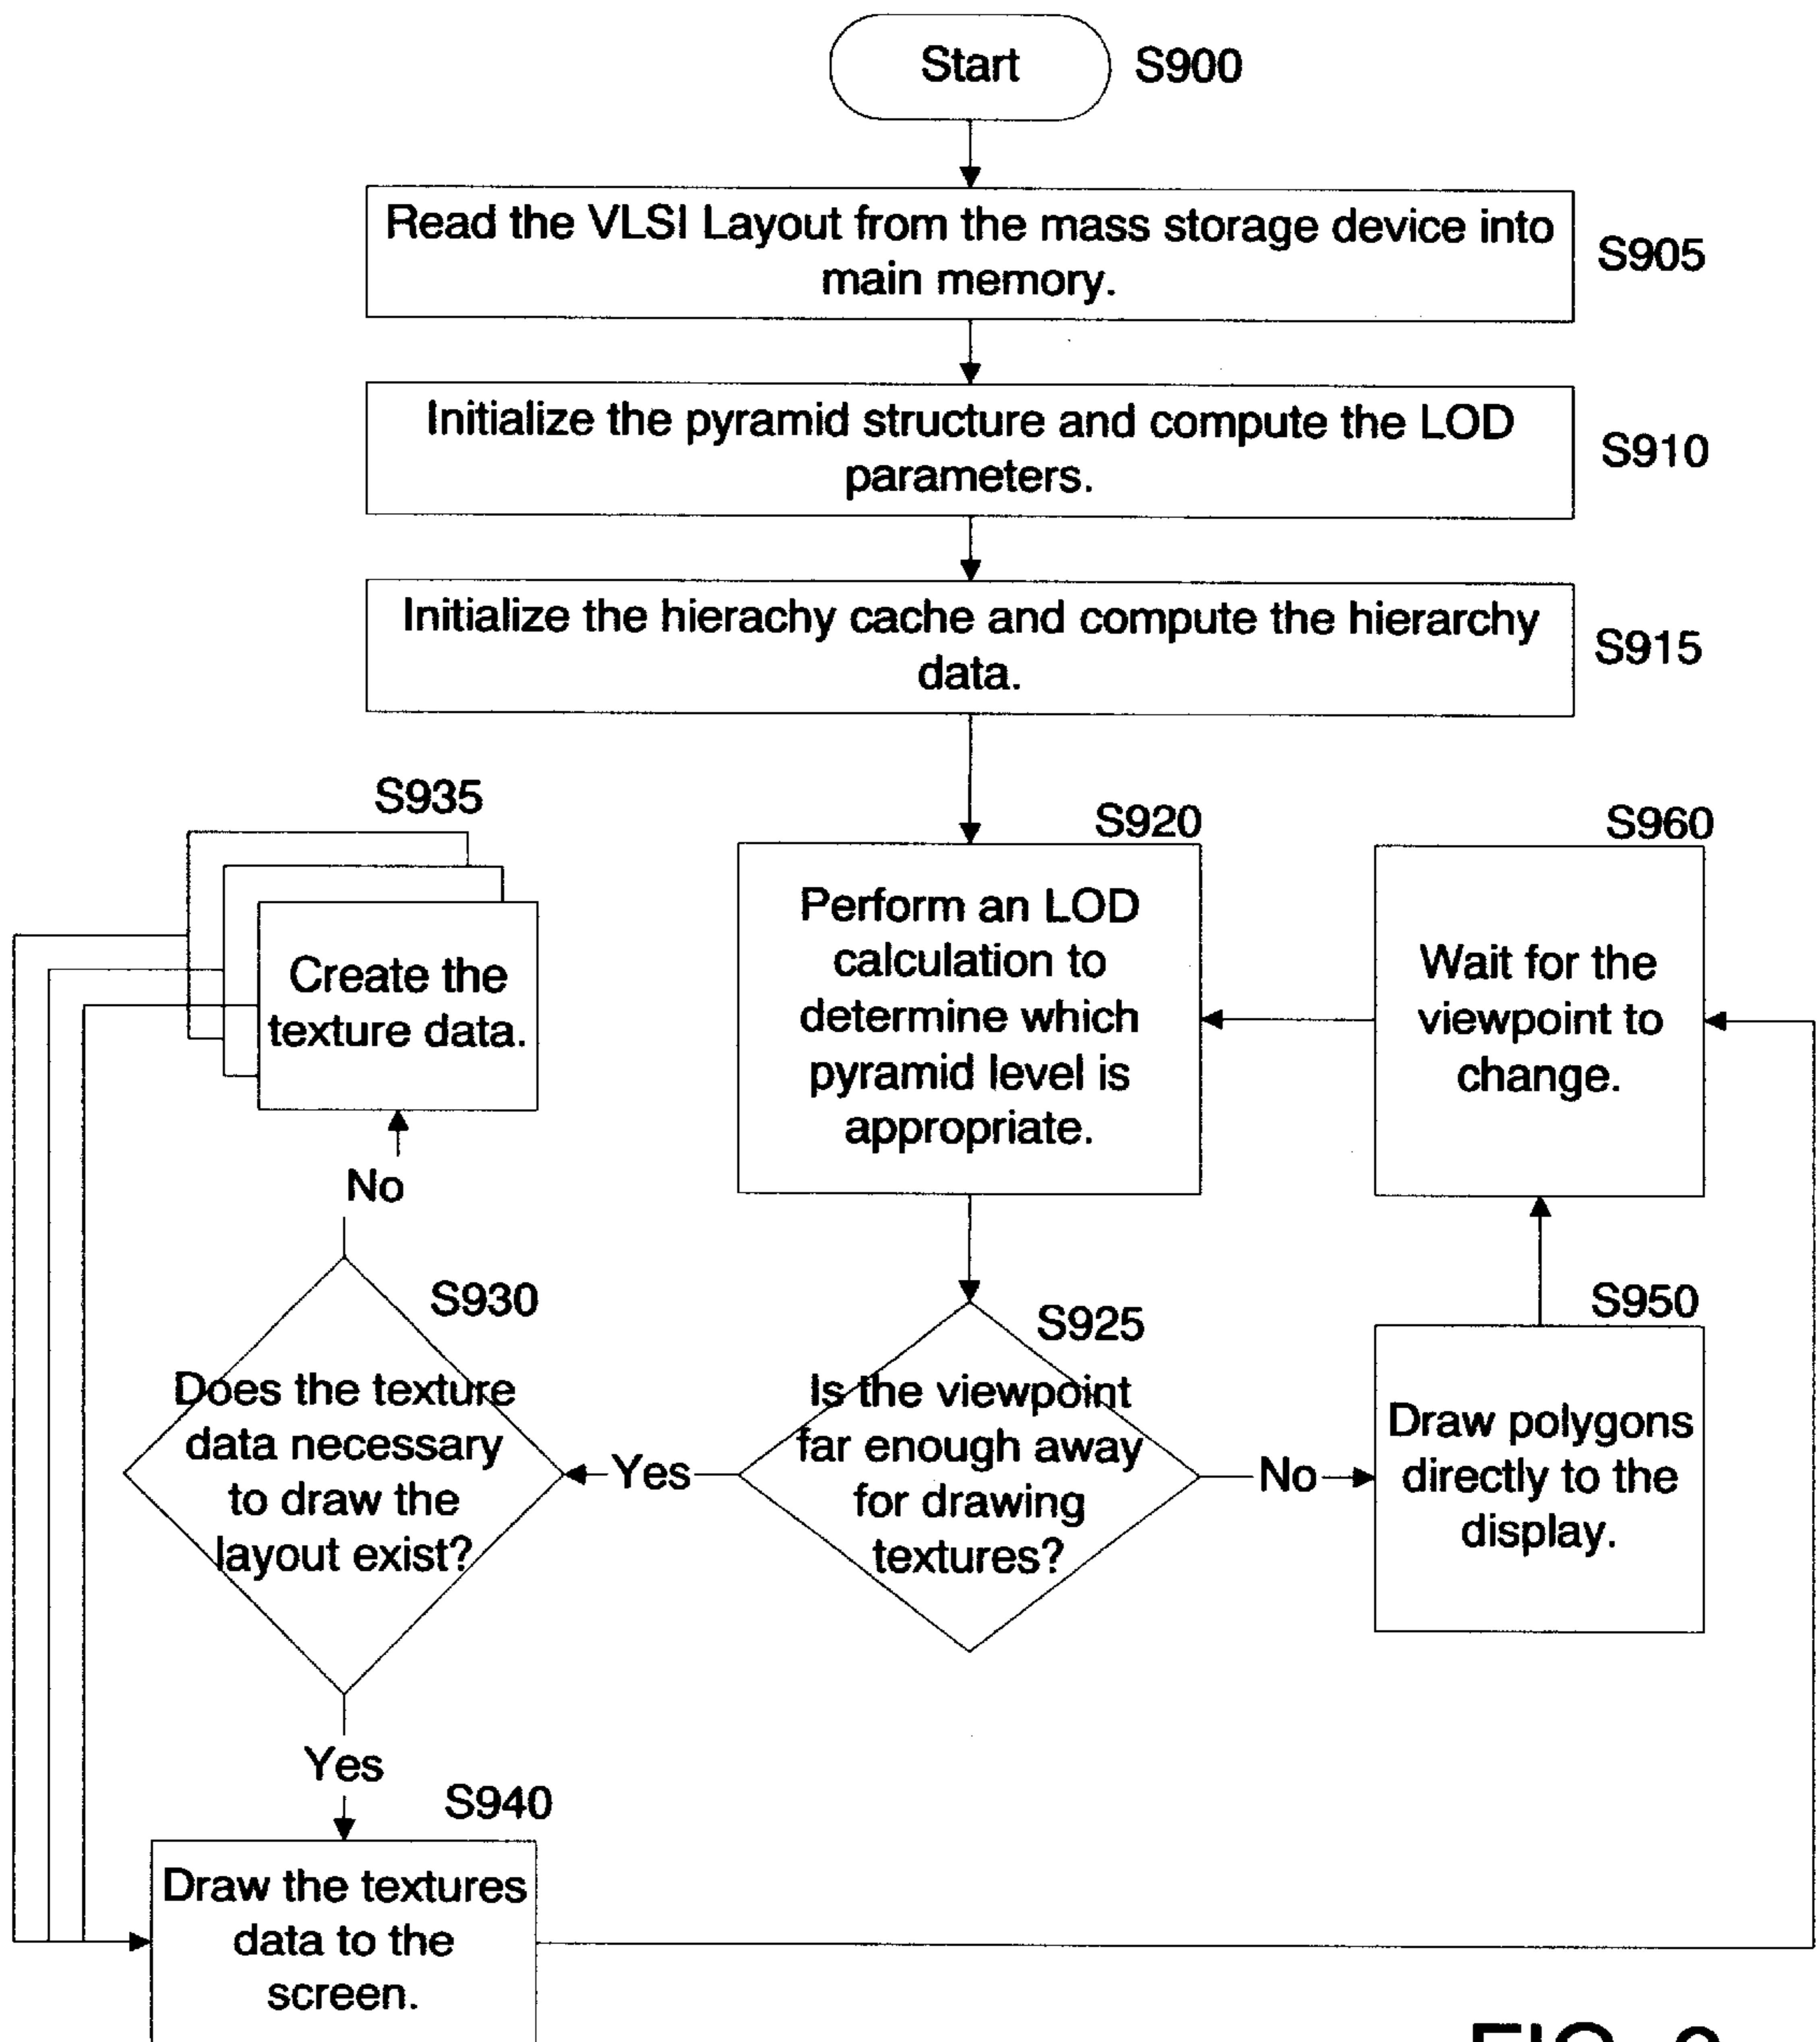 Start
S900
Read the VLSI Layout from the mass storage device into
main memory.
S905
Initialize the pyramid structure and compute the LOD
parameters.
S910
Initialize the hierachy cache and compute the hierarchy
data.
S915
S935
Create the
texture data.
S920
Perform an LOD
calculation to
determine which
pyramid level is
appropriate.
S960
Wait for the
viewpoint to
change.
No
S930
Does the texture
data necessary
to draw the
layout exist?
Yes
S925
Is the viewpoint
far enough away
for drawing
textures?
No
S950
Draw polygons
directly to the
display.
Yes
S940
Draw the textures
data to the
screen.